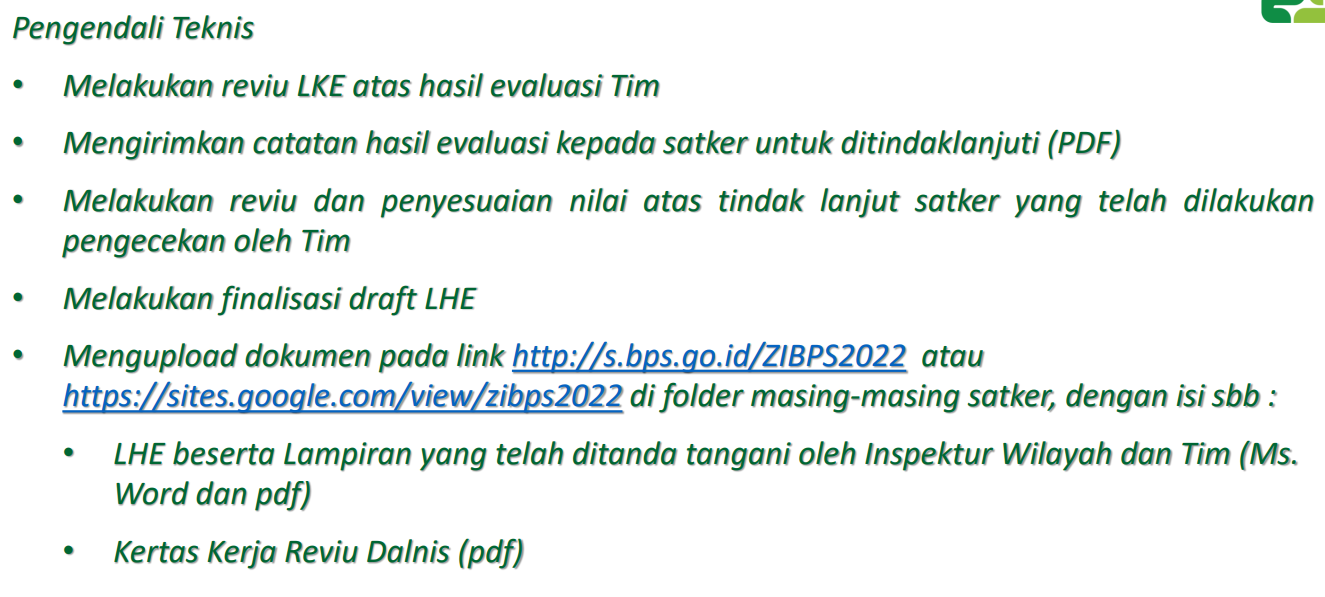 Pengendali Teknis
• Melakukan reviu LKE atas hasil evaluasi Tim
• Mengirimkan catatan hasil evaluasi kepada satker untuk ditindaklanjuti (PDF)
• Melakukan reviu dan penyesuaian nilai atas tindak lanjut satker yang telah dilakukan
pengecekan oleh Tim
• Melakukan finalisasi draft LHE
• Mengupload dokumen pada link http://s.bps.go.id/ZIBPS2022 atau
https://sites.google.com/view/zibps2022 di folder masing-masing satker, dengan isi sbb :
• LHE beserta Lampiran yang telah ditanda tangani oleh Inspektur Wilayah dan Tim (Ms.
Word dan pdf)
• Kertas Kerja Reviu Dalnis (pdf)